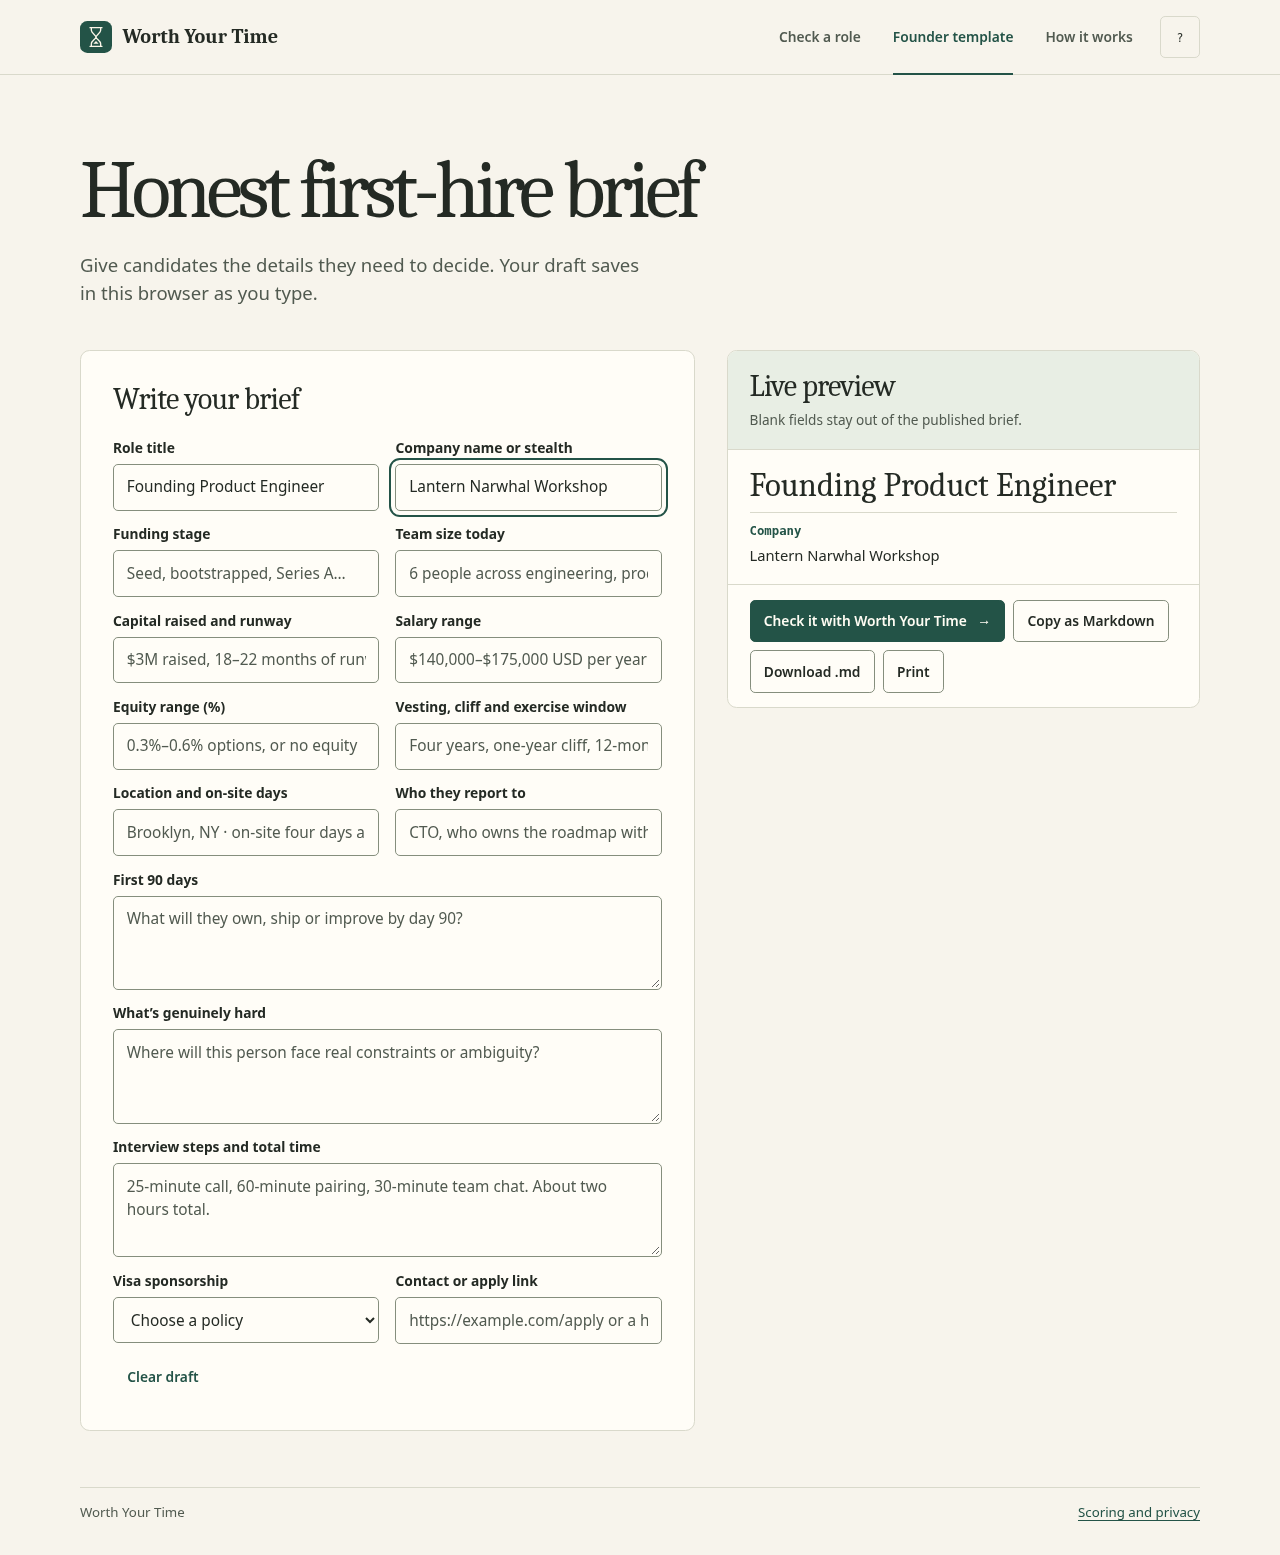 Worth Your Time
Check a role
Founder template
How it works
?
Honest first-hire brief
Give candidates the details they need to decide. Your draft saves
in this browser as you type.
Write your brief
Role title
Founding Product Engineer
Company name or stealth
Lantern Narwhal Workshop
Funding stage
Seed, bootstrapped, Series A...
Team size today
6 people across engineering, pro
Capital raised and runway
$3M raised, 18–22 months of run
Salary range
$140,000–$175,000 USD per year
Equity range (%)
0.3%–0.6% options, or no equity
Vesting, cliff and exercise window
Four years, one-year cliff, 12-mon
Location and on-site days
Brooklyn, NY · on-site four days a
Who they report to
CTO, who owns the roadmap with
First 90 days
What will they own, ship or improve by day 90?
What's genuinely hard
Where will this person face real constraints or ambiguity?
Interview steps and total time
25-minute call, 60-minute pairing, 30-minute team chat. About two
hours total.
Visa sponsorship
Choose a policy
Contact or apply link
https://example.com/apply or a h
Clear draft
Live preview
Blank fields stay out of the published brief.
Founding Product Engineer
Company
Lantern Narwhal Workshop
Check it with Worth Your Time →
Copy as Markdown
Download .md
Print
Worth Your Time
Scoring and privacy